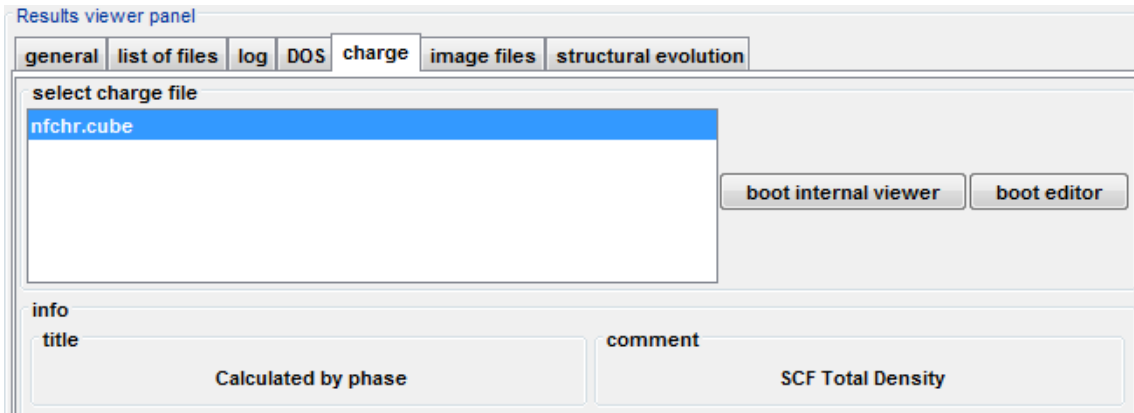 Results viewer panel
general list of files log DOS charge image files structural evolution
select charge file
nfchr.cube
boot internal viewer boot editor
info
title comment
Calculated by phase SCF Total Density